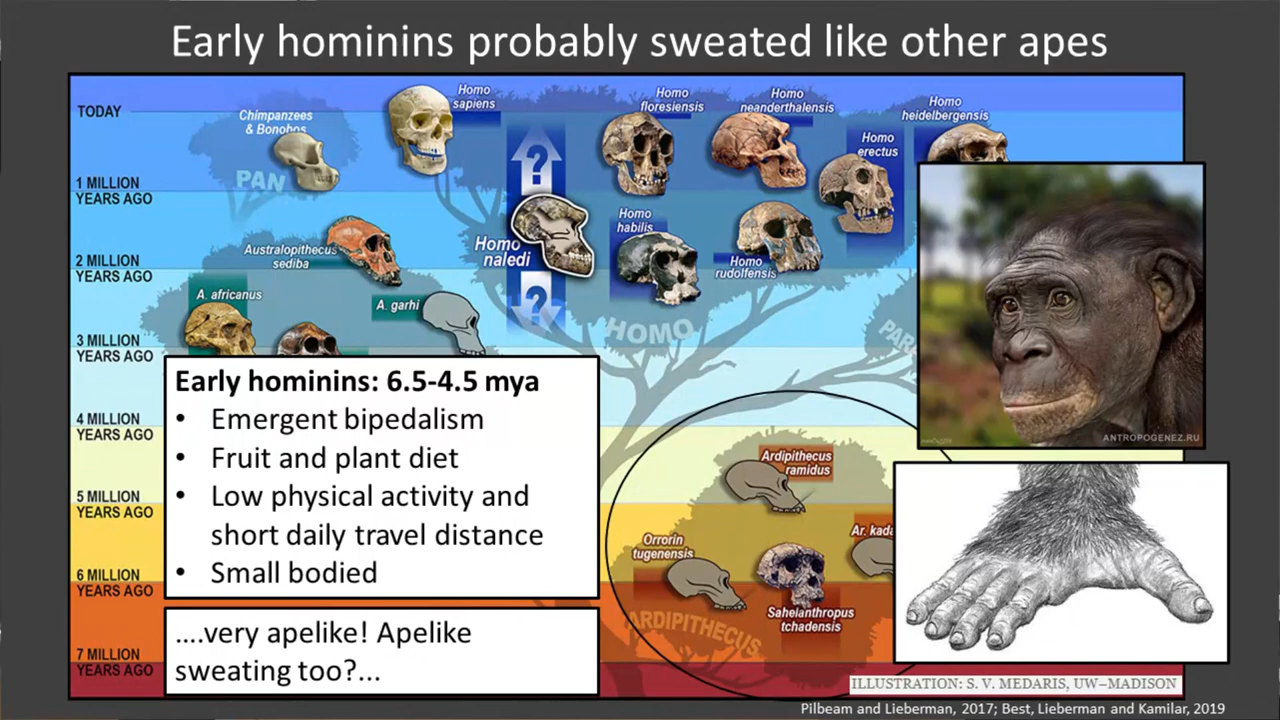 Early hominins probably sweated like other apes
TODAY
Chimpanzees
& Bonobos
PAN
Homo
sapiens
Homo
floresiensis
Homo
neanderthalensis
Homo
heidelbergensis
Homo
erectus
?
1 MILLION
YEARS AGO
Australopithecus
sediba
Homo
naledi
Homo
habilis
Homo
rudolfensis
2 MILLION
YEARS AGO
A. africanus
A. garhi
?
HOMO
PAR
3 MILLION
YEARS AGO
Early hominins: 6.5-4.5 mya
• Emergent bipedalism
• Fruit and plant diet
• Low physical activity and
short daily travel distance
• Small bodied
4 MILLION
YEARS AGO
ANTROPOGENEZ.RU
Ardipithecus
ramidus
5 MILLION
YEARS AGO
Orrorin
tugenensis
Ar. kada
6 MILLION
YEARS AGO
Sahelanthropus
tchadensis
ARDIPITHECUS
....very apelike! Apelike
sweating too?...
7 MILLION
YEARS AGO
ILLUSTRATION: S. V. MEDARIS, UW–MADISON
Pilbeam and Lieberman, 2017; Best, Lieberman and Kamilar, 2019